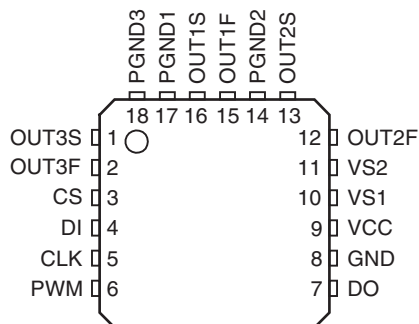 PGND3
PGND1
OUT1S
OUT1F
PGND2
OUT2S
18 17 16 15 14 13
OUT3S 1 12 OUT2F
OUT3F 2 11 VS2
CS 3 10 VS1
DI 4 9 VCC
CLK 5 8 GND
PWM 6 7 DO